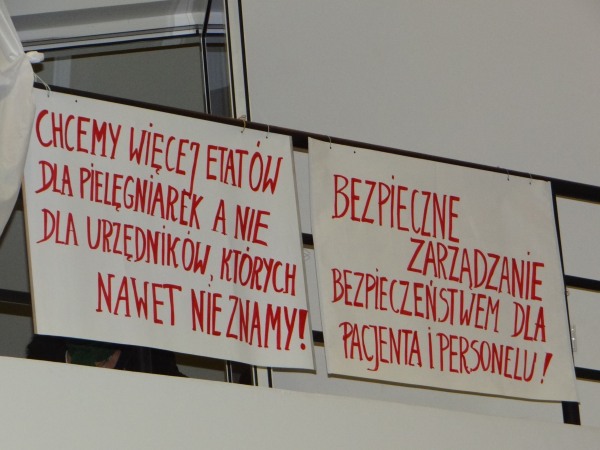 CHCEMY WIĘCEJ ETATÓW
DLA PIELĘGNIAREK A NIE
DLA URZĘDNIKÓW, KTÓRYCH
NAWET NIE ZNAMY!
BEZPIECZNE
ZARZĄDZANIE
BEZPIECZEŃSTWEM DLA
PACJENTA I PERSONELU!